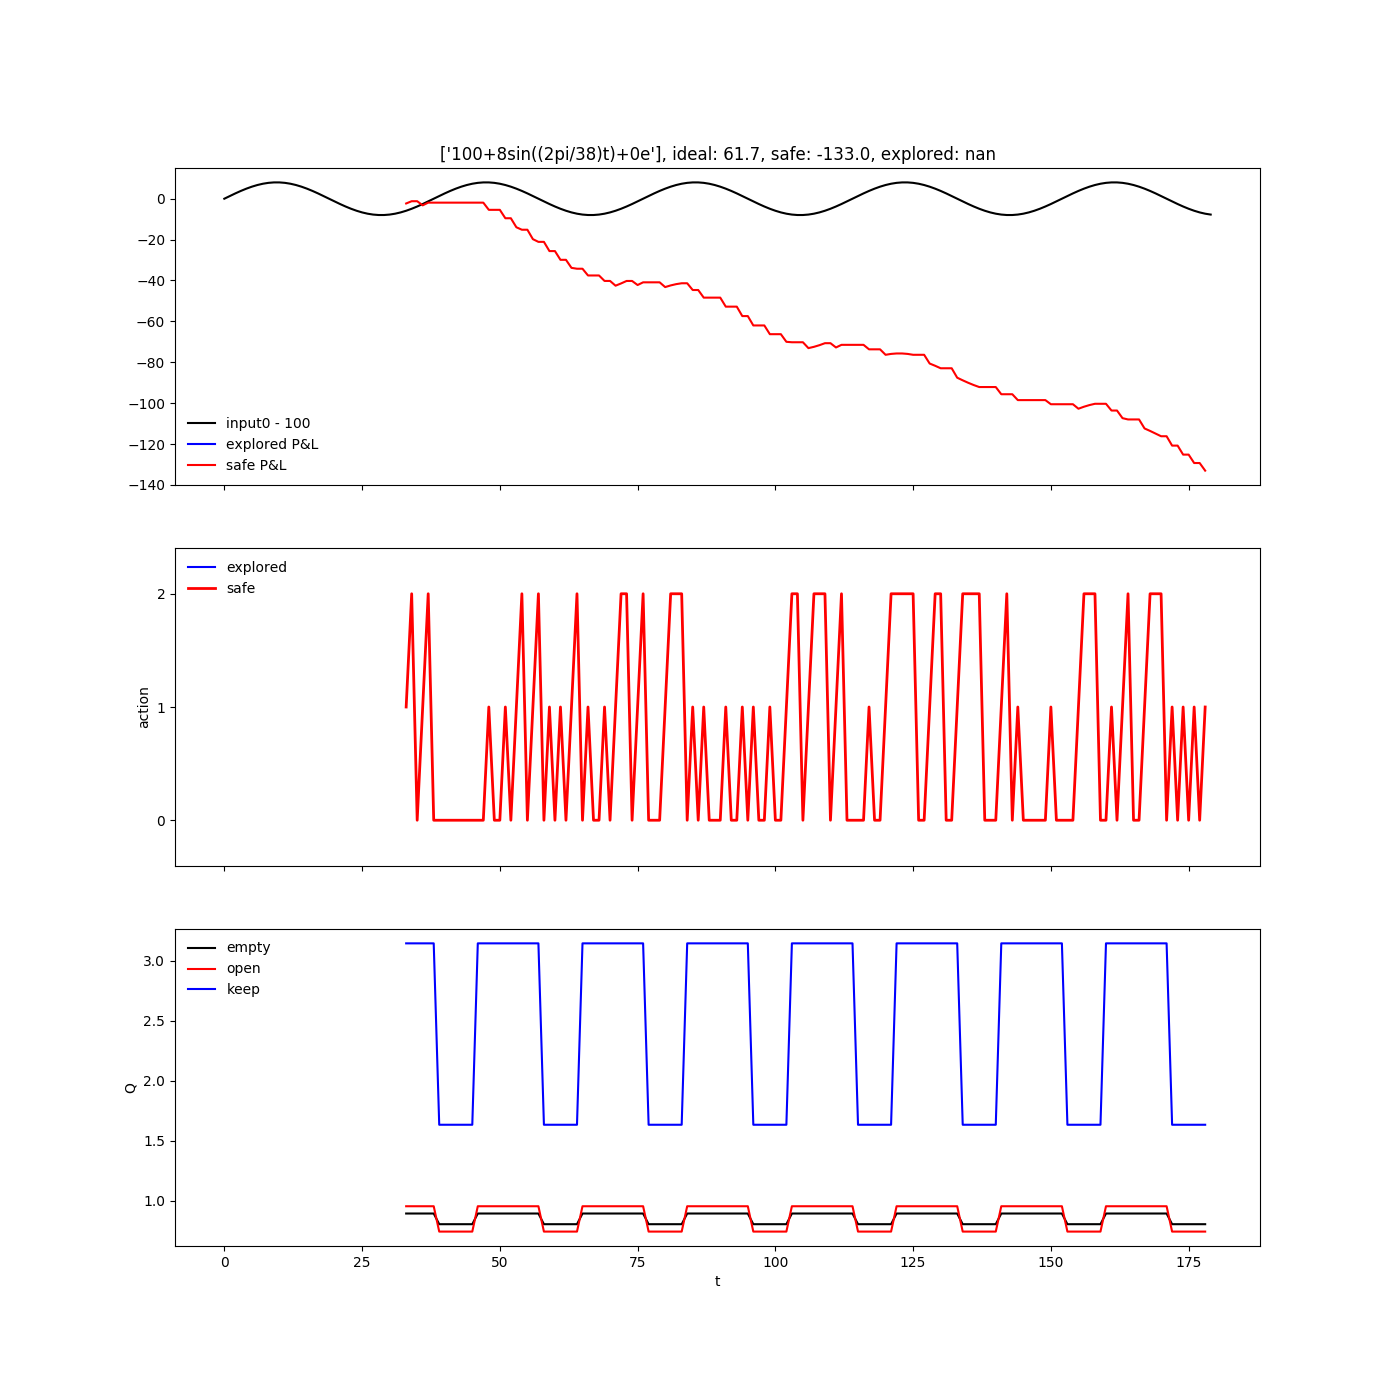 ['100+8sin((2pi/38)t)+0e'], ideal: 61.7, safe: -133.0, explored: nan
0
−20
−40
−60
−80
−100
−120
−140
input0 - 100
explored P&L
safe P&L
explored
safe
2
1
0
action
empty
open
keep
3.0
2.5
2.0
1.5
1.0
Q
0 25 50 75 100 125 150 175
t